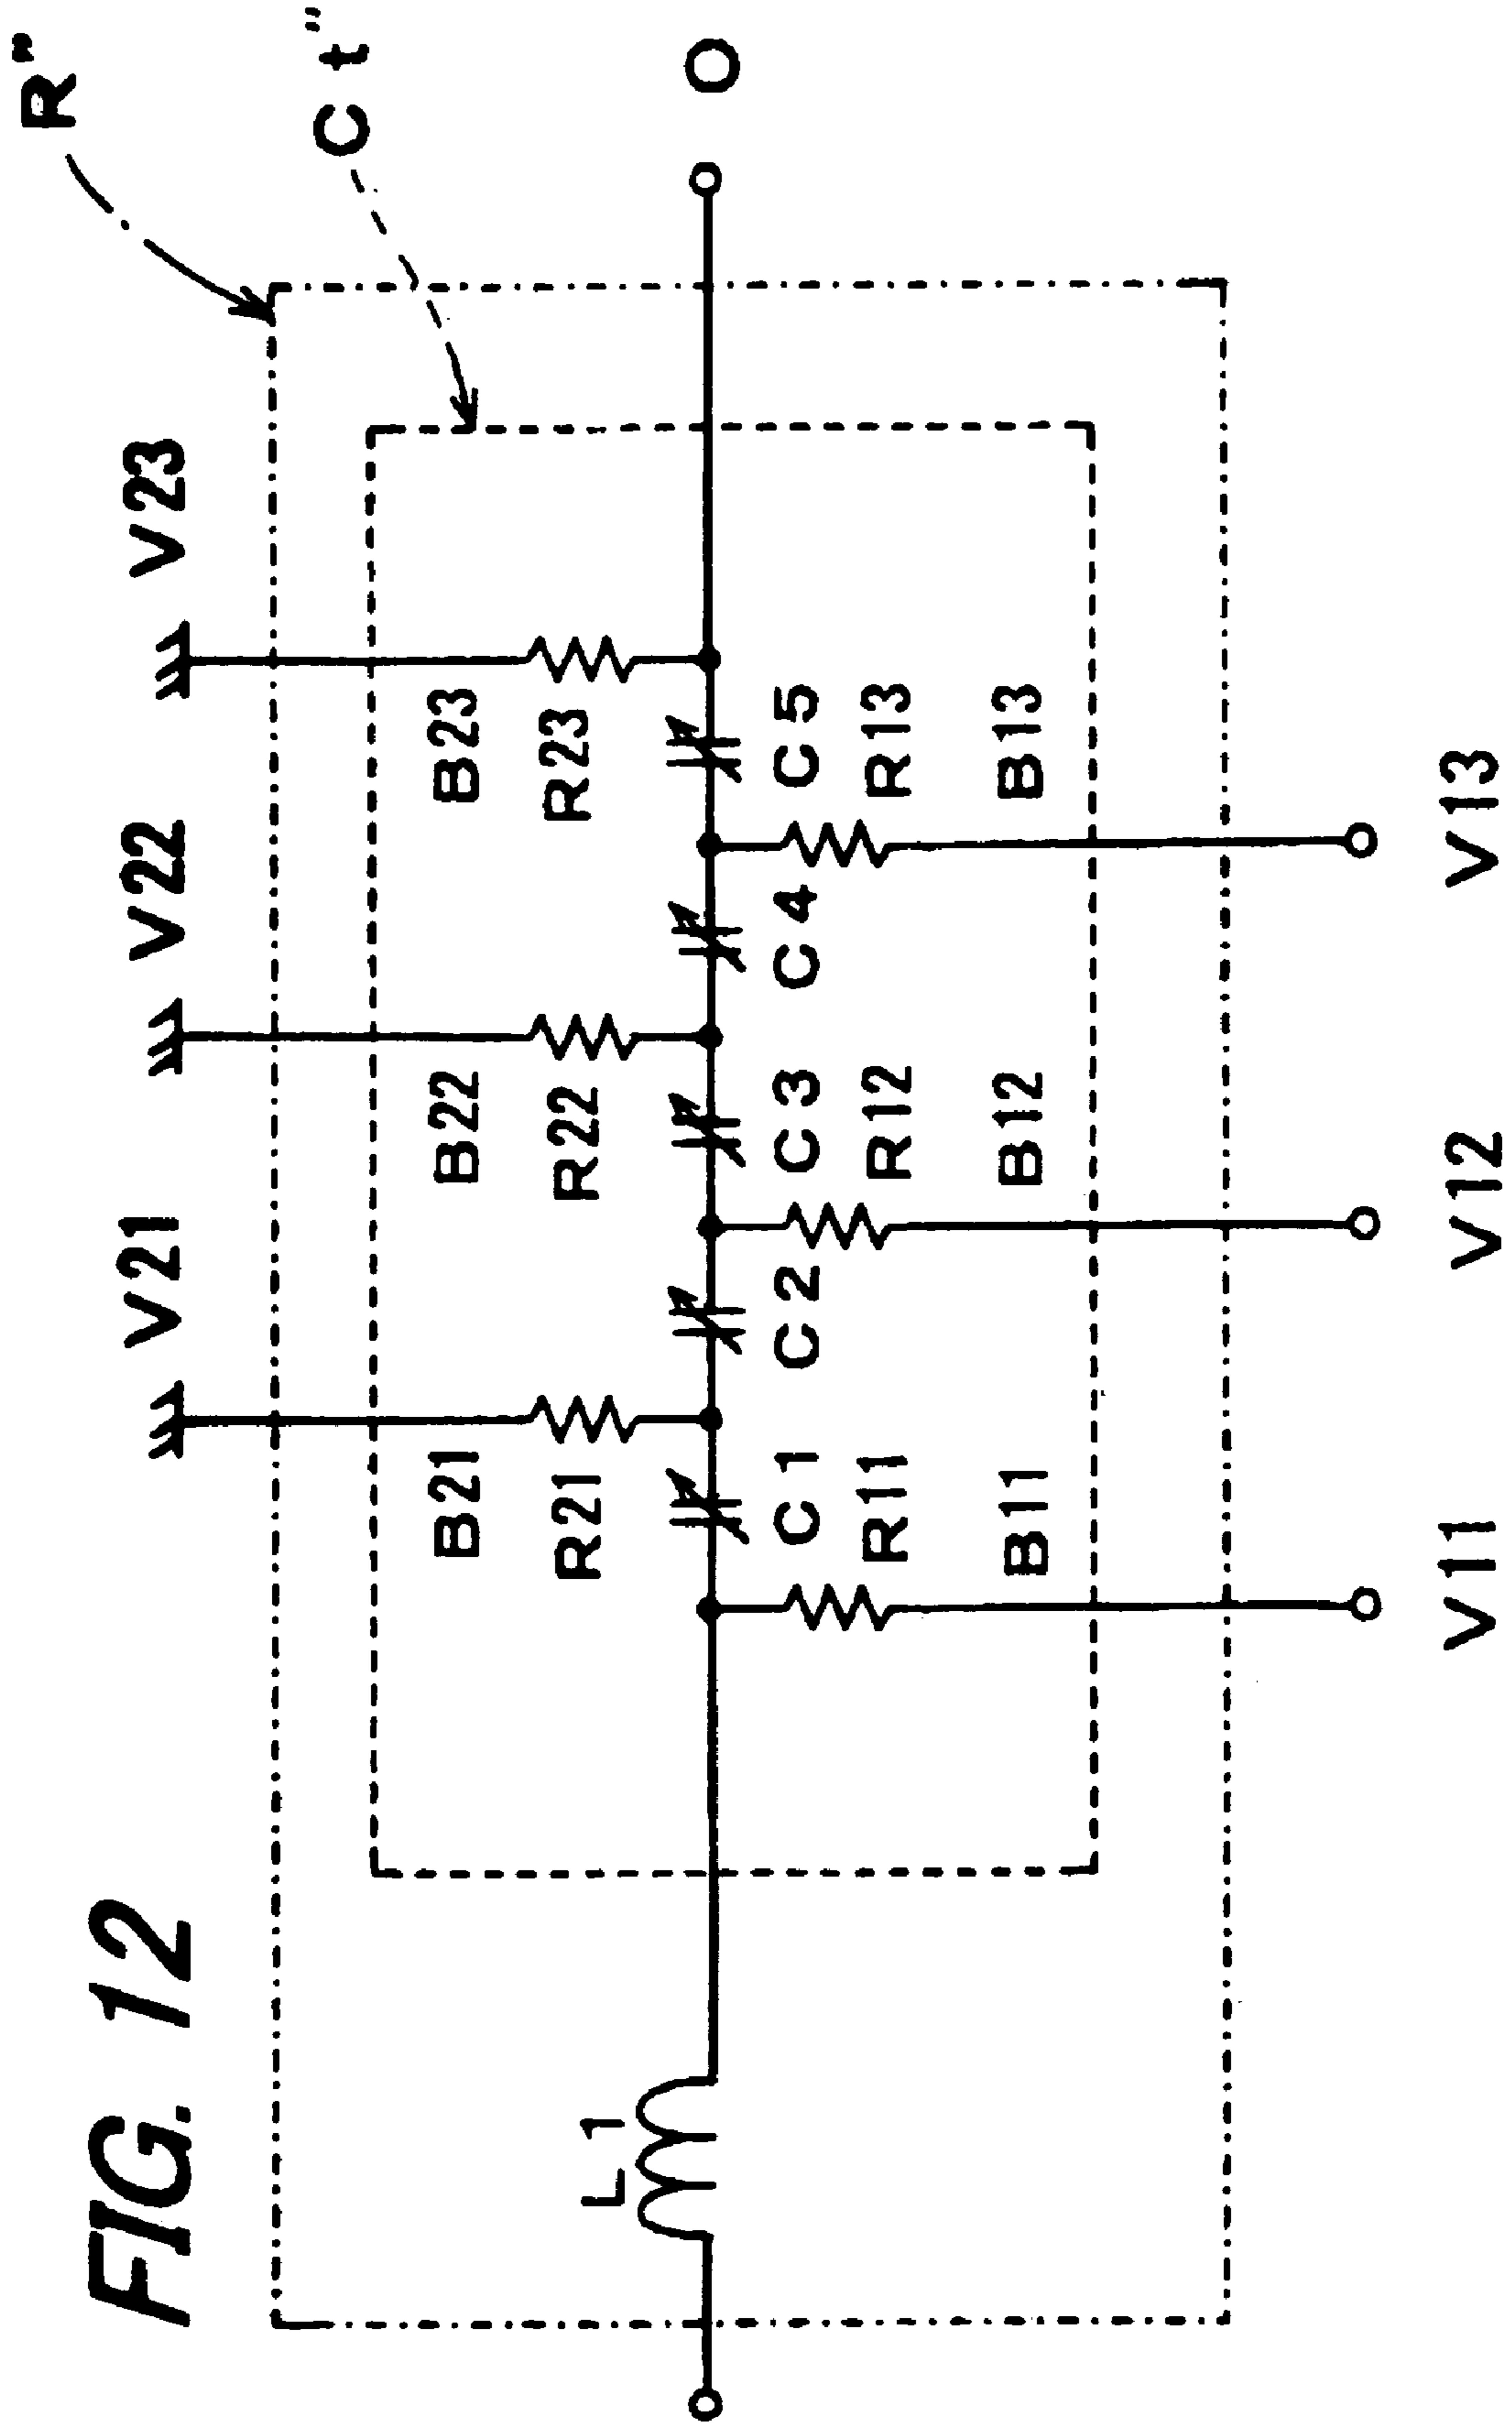 FIG. 12
R"
V21 V22 V23
Ct"
B21 B22 B23
R21 R22 R23
L1
O
C1 C2 C3 C4 C5
R11 R12 R13
B11 B12 B13
V11 V12 V13